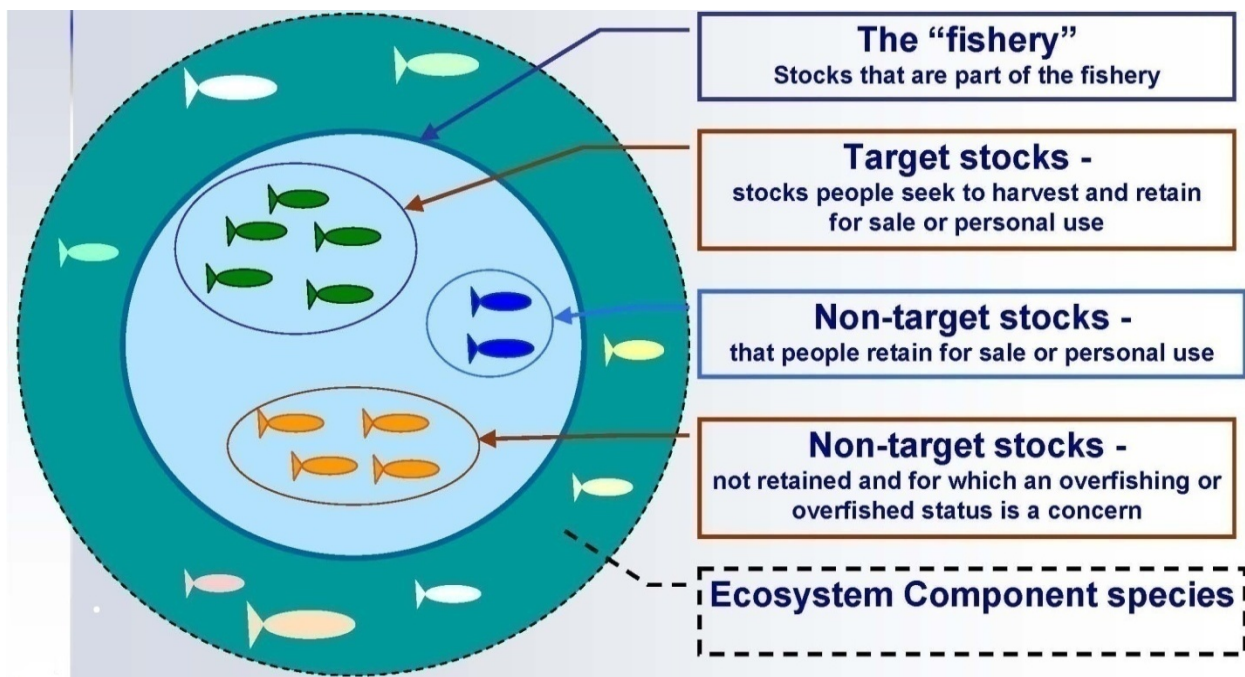 The “fishery”
Stocks that are part of the fishery
Target stocks -
stocks people seek to harvest and retain
for sale or personal use
Non-target stocks -
that people retain for sale or personal use
Non-target stocks -
not retained and for which an overfishing or
overfished status is a concern
Ecosystem Component species